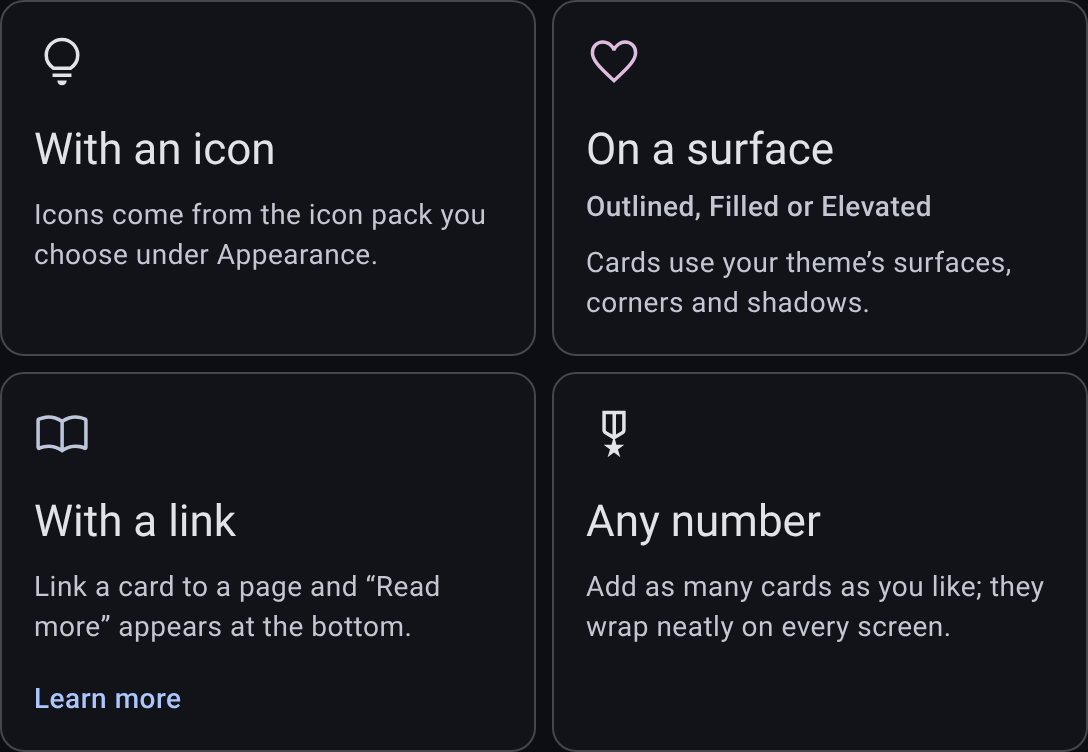 With an icon
Icons come from the icon pack you
choose under Appearance.
On a surface
Outlined, Filled or Elevated
Cards use your theme’s surfaces,
corners and shadows.
With a link
Link a card to a page and “Read
more” appears at the bottom.
Learn more
Any number
Add as many cards as you like; they
wrap neatly on every screen.